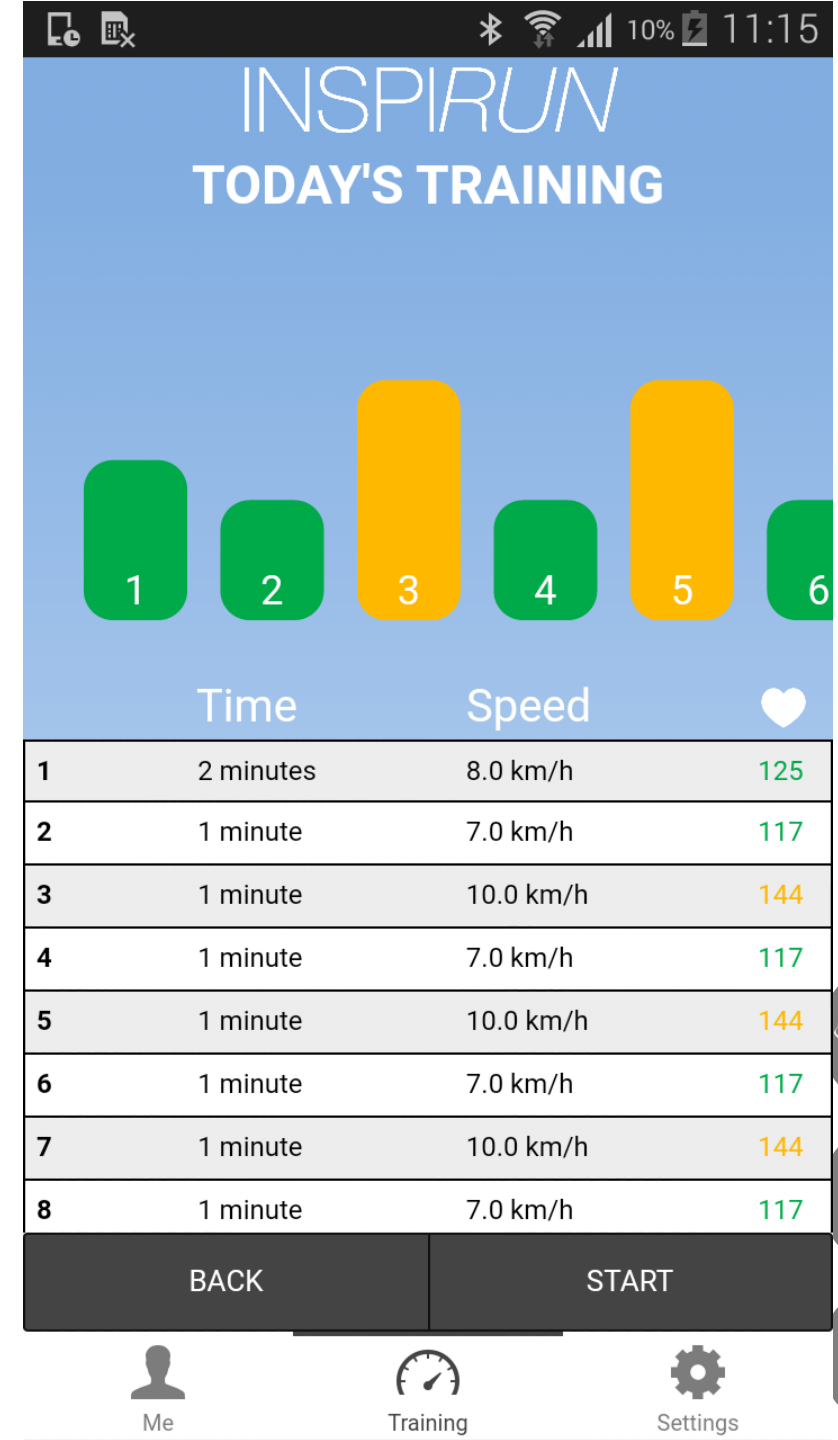 10% 11:15
INSPIRUN
TODAY'S TRAINING
1 2 3 4 5 6
Time Speed
1 2 minutes 8.0 km/h 125
2 1 minute 7.0 km/h 117
3 1 minute 10.0 km/h 144
4 1 minute 7.0 km/h 117
5 1 minute 10.0 km/h 144
6 1 minute 7.0 km/h 117
7 1 minute 10.0 km/h 144
8 1 minute 7.0 km/h 117
BACK START
Me Training Settings